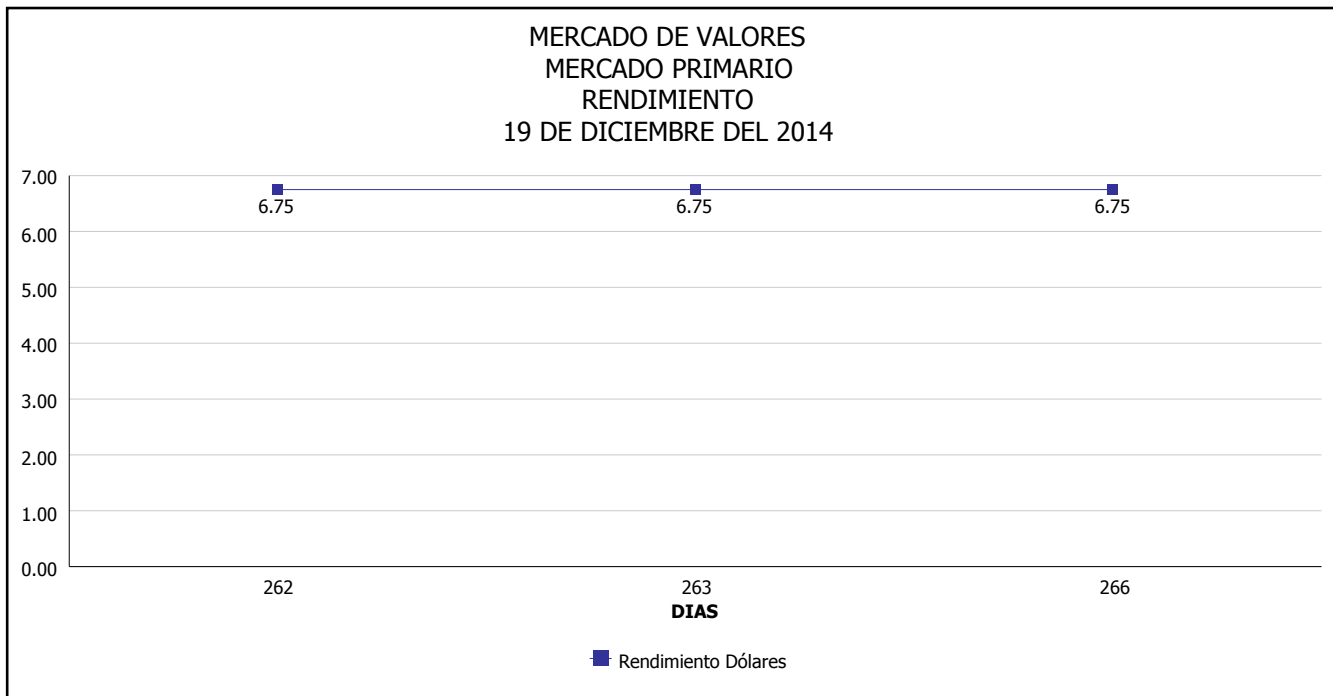 MERCADO DE VALORES
MERCADO PRIMARIO
RENDIMIENTO
19 DE DICIEMBRE DEL 2014
7.00
6.75 6.75 6.75
6.00
5.00
4.00
3.00
2.00
1.00
0.00
262 263 266
DIAS
Rendimiento Dólares